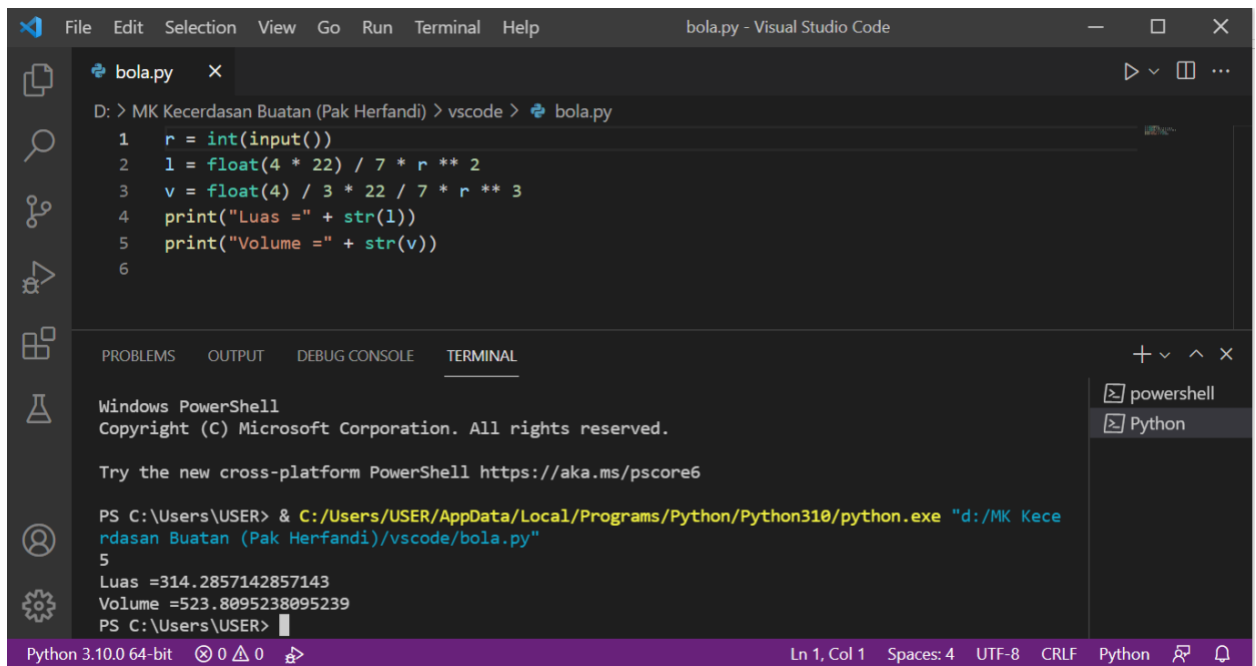 File Edit Selection View Go Run Terminal Help bola.py - Visual Studio Code
bola.py
D: > MK Kecerdasan Buatan (Pak Herfandi) > vscode > bola.py
1 r = int(input())
2 l = float(4 * 22) / 7 * r ** 2
3 v = float(4) / 3 * 22 / 7 * r ** 3
4 print("Luas =" + str(l))
5 print("Volume =" + str(v))
6
PROBLEMS OUTPUT DEBUG CONSOLE TERMINAL
powershell
Python
Windows PowerShell
Copyright (C) Microsoft Corporation. All rights reserved.
Try the new cross-platform PowerShell https://aka.ms/pscore6
PS C:\Users\USER> & C:/Users/USER/AppData/Local/Programs/Python/Python310/python.exe "d:/MK Kece
rdasan Buatan (Pak Herfandi)/vscode/bola.py"
5
Luas =314.2857142857143
Volume =523.8095238095239
PS C:\Users\USER>
Python 3.10.0 64-bit 0 0 Ln 1, Col 1 Spaces: 4 UTF-8 CRLF Python